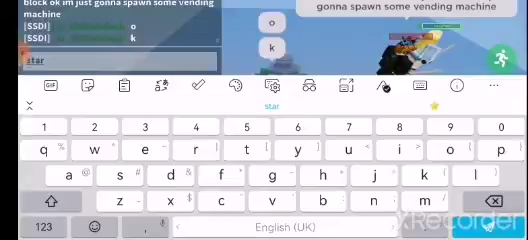 block ok im just gonna spawn some vending
machine
gonna spawn vending machine
[SSDI] o
[SSDI] k
o
k
star
GIF
star
1 2 3 4 5 6 7 8 9 0
q w e r t y u i o p
a s d f g h j k l
z x c v b n m
123 , . English (UK)
XRecorder